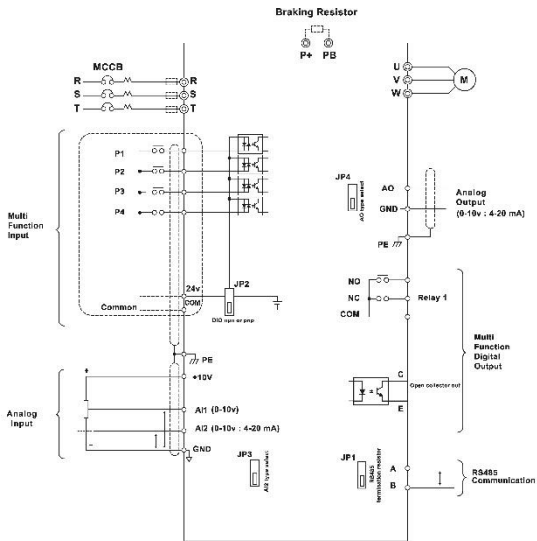 Braking Resistor
P+ PB
MCCB
R R
S S
T T
U
V
W
M
P1
P2
P3
P4
Multi
Function
Input
24v
COM
Common
JP2
DIO npn or pnp
PE
+10V
+
-
Analog
Input
AI1 (0-10v)
AI2 (0-10v : 4-20 mA)
GND
JP3
AI2 type select
JP4
AO type select
AO
GND
Analog
Output
(0-10v : 4-20 mA)
PE
NO
NC
COM
Relay 1
Multi
Function
Digital
Output
C
Open collector out
E
JP1
RS485
termination resistor
A
B
RS485
Communication